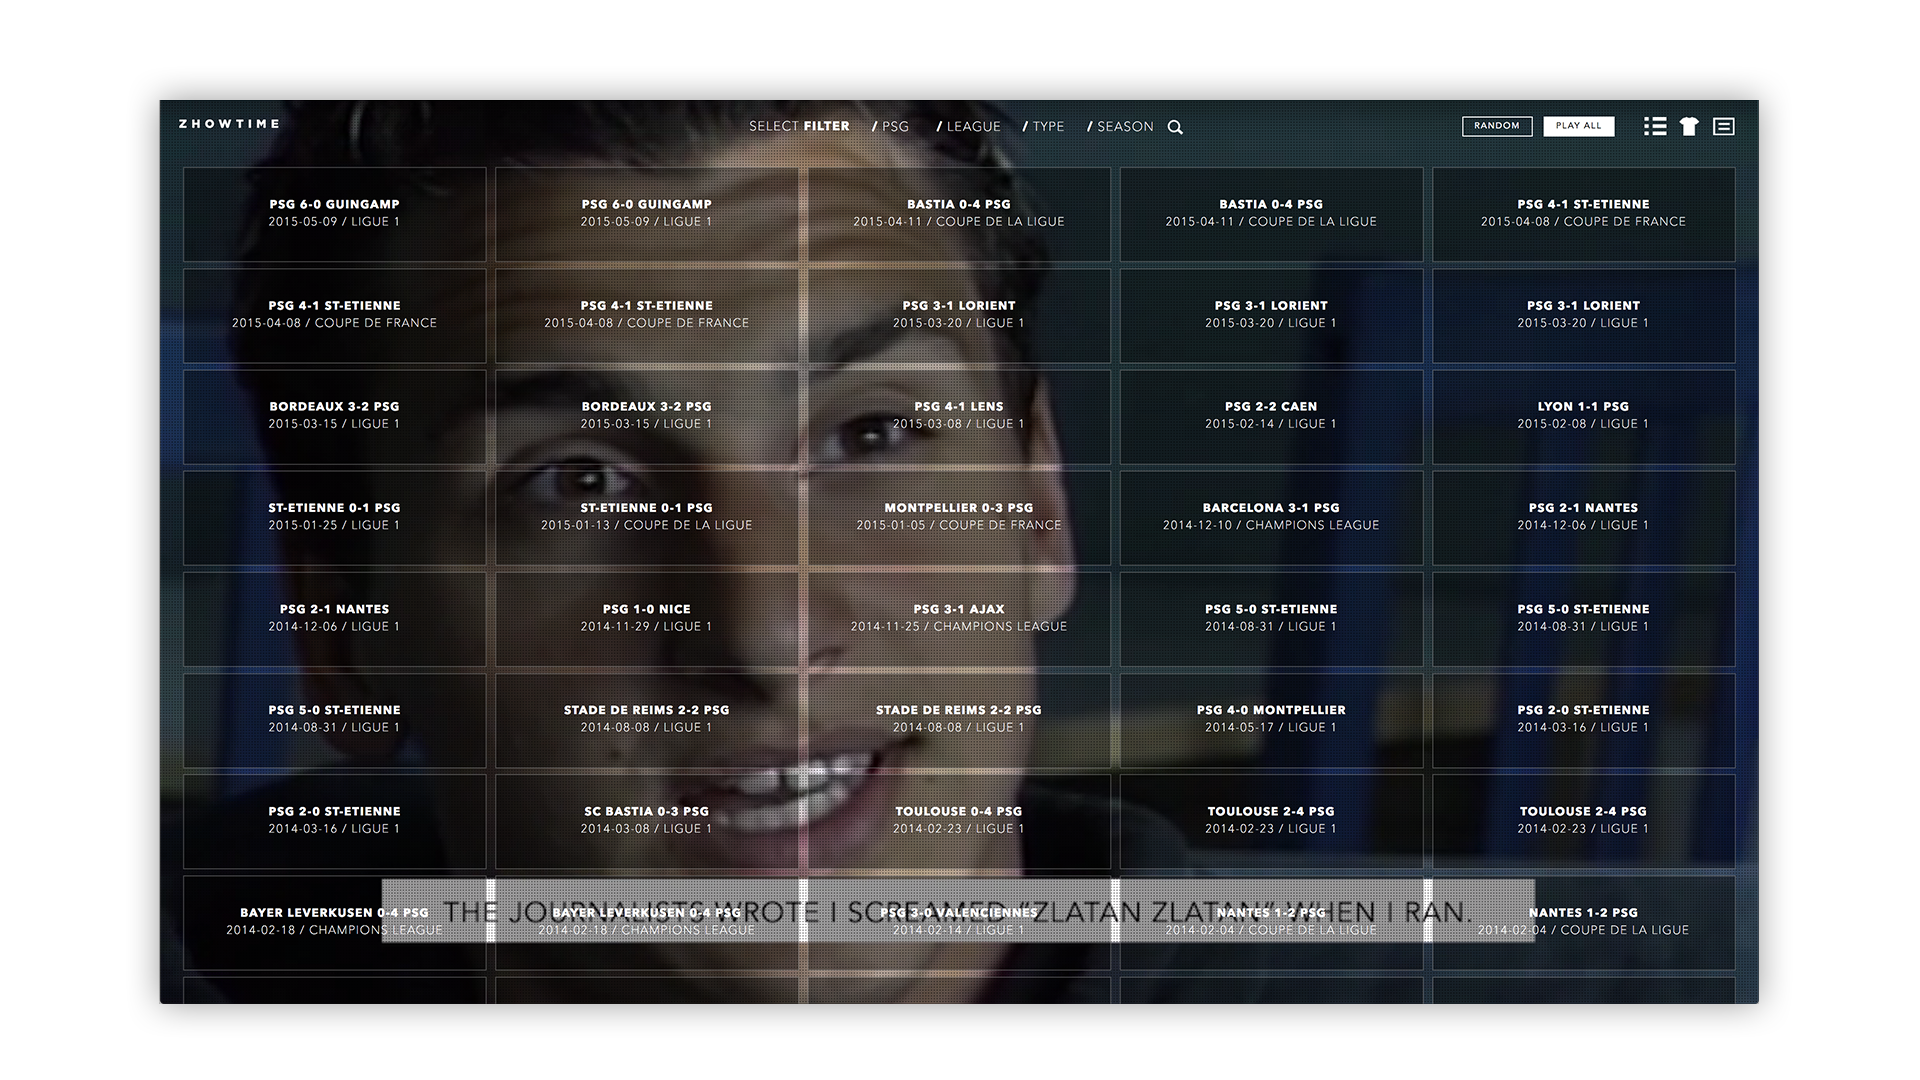 ZHOWTIME
SELECT FILTER / PSG / LEAGUE / TYPE / SEASON
RANDOM PLAY ALL
PSG 6-0 GUINGAMP
2015-05-09 / LIGUE 1
PSG 6-0 GUINGAMP
2015-05-09 / LIGUE 1
BASTIA 0-4 PSG
2015-04-11 / COUPE DE LA LIGUE
BASTIA 0-4 PSG
2015-04-11 / COUPE DE LA LIGUE
PSG 4-1 ST-ETIENNE
2015-04-08 / COUPE DE FRANCE
PSG 4-1 ST-ETIENNE
2015-04-08 / COUPE DE FRANCE
PSG 4-1 ST-ETIENNE
2015-04-08 / COUPE DE FRANCE
PSG 3-1 LORIENT
2015-03-20 / LIGUE 1
PSG 3-1 LORIENT
2015-03-20 / LIGUE 1
PSG 3-1 LORIENT
2015-03-20 / LIGUE 1
BORDEAUX 3-2 PSG
2015-03-15 / LIGUE 1
BORDEAUX 3-2 PSG
2015-03-15 / LIGUE 1
PSG 4-1 LENS
2015-03-08 / LIGUE 1
PSG 2-2 CAEN
2015-02-14 / LIGUE 1
LYON 1-1 PSG
2015-02-08 / LIGUE 1
ST-ETIENNE 0-1 PSG
2015-01-25 / LIGUE 1
ST-ETIENNE 0-1 PSG
2015-01-13 / COUPE DE LA LIGUE
MONTPELLIER 0-3 PSG
2015-01-05 / COUPE DE FRANCE
BARCELONA 3-1 PSG
2014-12-10 / CHAMPIONS LEAGUE
PSG 2-1 NANTES
2014-12-06 / LIGUE 1
PSG 2-1 NANTES
2014-12-06 / LIGUE 1
PSG 1-0 NICE
2014-11-29 / LIGUE 1
PSG 3-1 AJAX
2014-11-25 / CHAMPIONS LEAGUE
PSG 5-0 ST-ETIENNE
2014-08-31 / LIGUE 1
PSG 5-0 ST-ETIENNE
2014-08-31 / LIGUE 1
PSG 5-0 ST-ETIENNE
2014-08-31 / LIGUE 1
STADE DE REIMS 2-2 PSG
2014-08-08 / LIGUE 1
STADE DE REIMS 2-2 PSG
2014-08-08 / LIGUE 1
PSG 4-0 MONTPELLIER
2014-05-17 / LIGUE 1
PSG 2-0 ST-ETIENNE
2014-03-16 / LIGUE 1
PSG 2-0 ST-ETIENNE
2014-03-16 / LIGUE 1
SC BASTIA 0-3 PSG
2014-03-08 / LIGUE 1
TOULOUSE 0-4 PSG
2014-02-23 / LIGUE 1
TOULOUSE 2-4 PSG
2014-02-23 / LIGUE 1
TOULOUSE 2-4 PSG
2014-02-23 / LIGUE 1
BAYER LEVERKUSEN 0-4 PSG
2014-02-18 / CHAMPIONS LEAGUE
BAYER LEVERKUSEN 0-4 PSG
2014-02-18 / CHAMPIONS LEAGUE
PSG 3-0 VALENCIENNES
2014-02-14 / LIGUE 1
NANTES 1-2 PSG
2014-02-04 / COUPE DE LA LIGUE
NANTES 1-2 PSG
2014-02-04 / COUPE DE LA LIGUE
THE JOURNALISTS WROTE I SCREAMED "ZLATAN ZLATAN" WHEN I RAN.